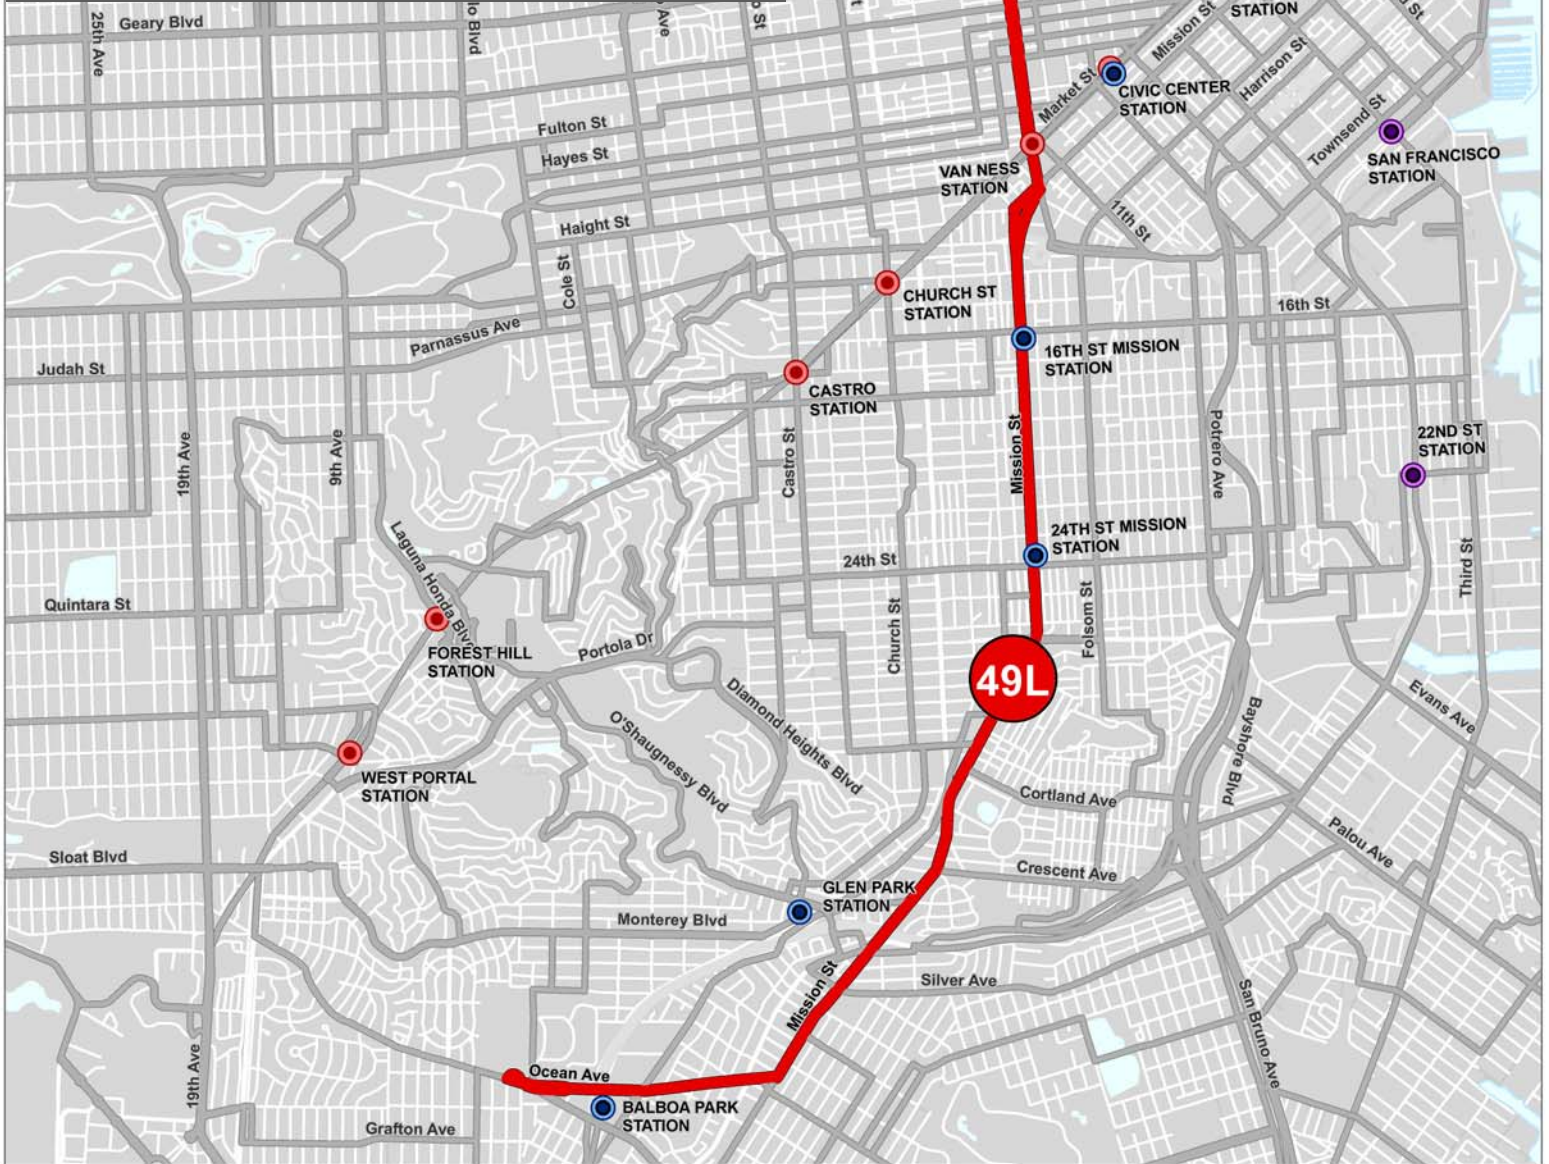 STATION
Geary Blvd
25th Ave
Mission St
Harrison St
Market St
CIVIC CENTER
STATION
Fulton St
Hayes St
Townsend St
SAN FRANCISCO
STATION
VAN NESS
STATION
11th St
Haight St
Cole St
CHURCH ST
STATION
16th St
Parnassus Ave
16TH ST MISSION
STATION
Judah St
CASTRO
STATION
19th Ave
9th Ave
Castro St
Mission St
Potrero Ave
22ND ST
STATION
24TH ST MISSION
STATION
24th St
Laguna Honda Blvd
Third St
Quintara St
Church St
Folsom St
FOREST HILL
STATION
Portola Dr
49L
Diamond Heights Blvd
Evans Ave
O'Shaugnessy Blvd
Bayshore Blvd
WEST PORTAL
STATION
Cortland Ave
Palou Ave
Sloat Blvd
Crescent Ave
GLEN PARK
STATION
Monterey Blvd
Silver Ave
Mission St
San Bruno Ave
19th Ave
Ocean Ave
BALBOA PARK
STATION
Grafton Ave